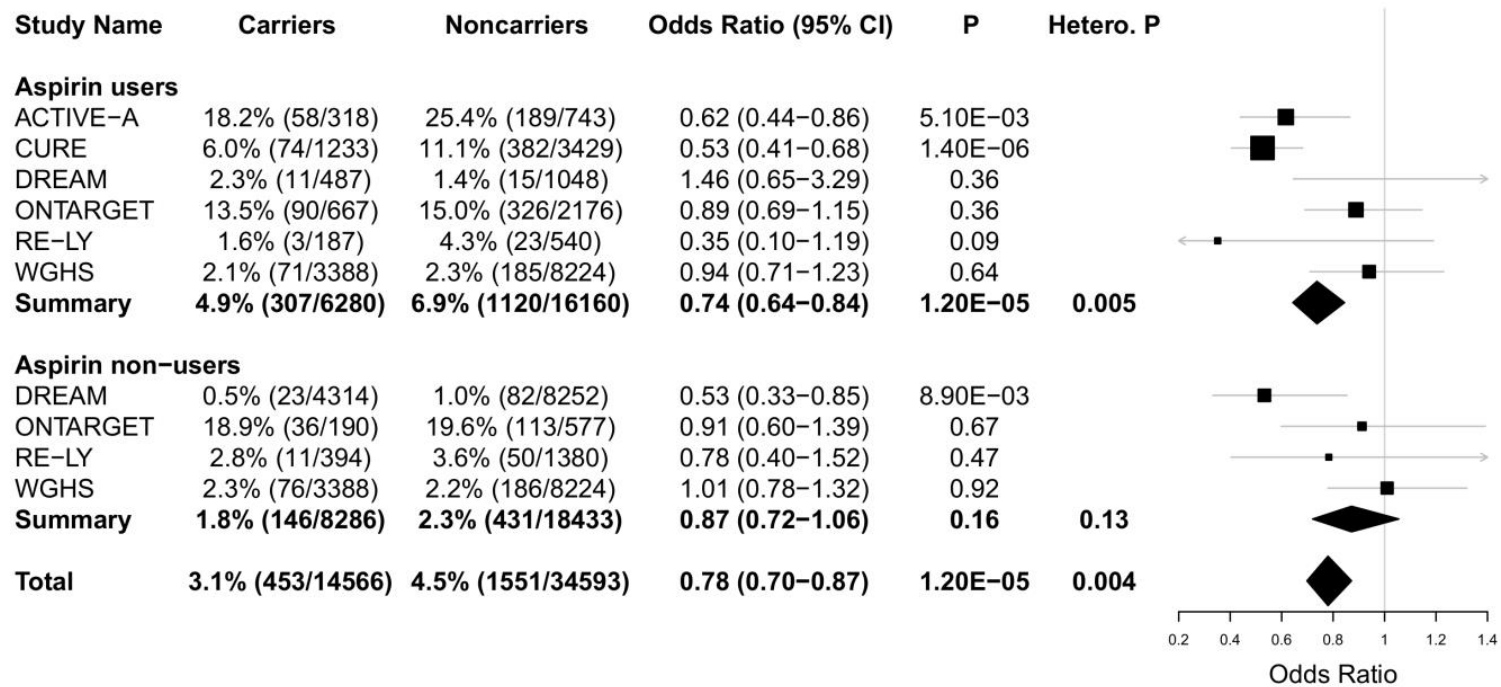 Study Name Carriers Noncarriers Odds Ratio (95% CI) P Hetero. P
Aspirin users
ACTIVE−A 18.2% (58/318) 25.4% (189/743) 0.62 (0.44−0.86) 5.10E−03
CURE 6.0% (74/1233) 11.1% (382/3429) 0.53 (0.41−0.68) 1.40E−06
DREAM 2.3% (11/487) 1.4% (15/1048) 1.46 (0.65−3.29) 0.36
ONTARGET 13.5% (90/667) 15.0% (326/2176) 0.89 (0.69−1.15) 0.36
RE−LY 1.6% (3/187) 4.3% (23/540) 0.35 (0.10−1.19) 0.09
WGHS 2.1% (71/3388) 2.3% (185/8224) 0.94 (0.71−1.23) 0.64
Summary 4.9% (307/6280) 6.9% (1120/16160) 0.74 (0.64−0.84) 1.20E−05 0.005
Aspirin non−users
DREAM 0.5% (23/4314) 1.0% (82/8252) 0.53 (0.33−0.85) 8.90E−03
ONTARGET 18.9% (36/190) 19.6% (113/577) 0.91 (0.60−1.39) 0.67
RE−LY 2.8% (11/394) 3.6% (50/1380) 0.78 (0.40−1.52) 0.47
WGHS 2.3% (76/3388) 2.2% (186/8224) 1.01 (0.78−1.32) 0.92
Summary 1.8% (146/8286) 2.3% (431/18433) 0.87 (0.72−1.06) 0.16 0.13
Total 3.1% (453/14566) 4.5% (1551/34593) 0.78 (0.70−0.87) 1.20E−05 0.004
0.2 0.4 0.6 0.8 1 1.2 1.4
Odds Ratio